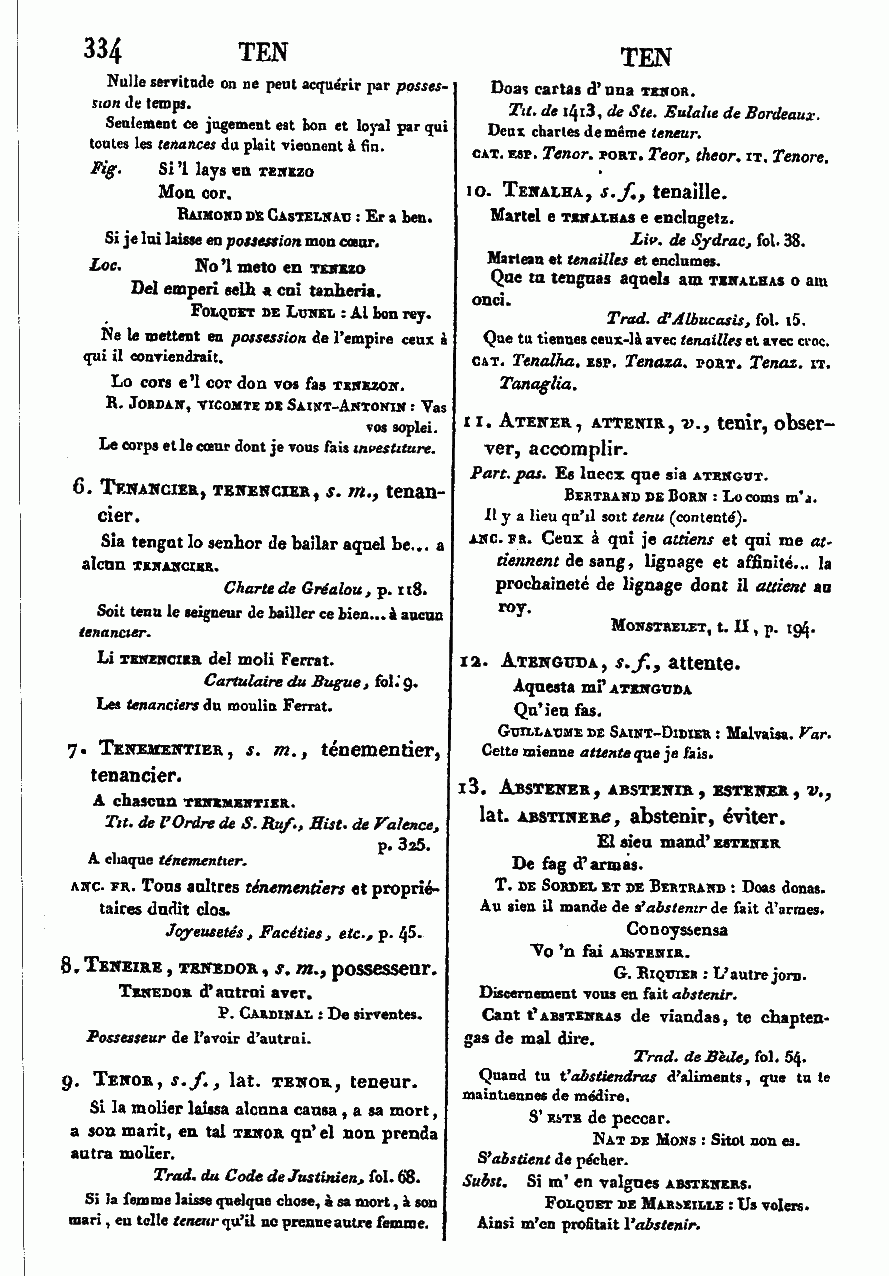 334 TEN
TEN
Nulle servitude on ne peut acquérir par posses-
sion de temps.
Seulement ce jugement est bon et loyal par qui
toutes les tenances du plait viennent à fin.
Fig. Si 'l lays en TENEZO
Mon cor.
RAIMOND DE CASTELNAU : Er a ben.
Si je lui laisse en possession mon cœur.
Loc. No 'l meto en TENEZO
Del emperi selh a cui tanheria.
FOLQUET DE LUNEL : Al bon rey.
Ne le mettent en possession de l'empire ceux à
qui il conviendrait.
Lo cors e 'l cor don vos fas TENEZON.
R. JORDAN, VICOMTE DE SAINT-ANTONIN : Vas
vos soplei.
Le corps et le cœur dont je vous fais investiture.
6. TENANCIER, TENENCIER, s. m., tenan-
cier.
Sia tengut lo senhor de bailar aquel be... a
alcun TENANCIER.
Charte de Gréalou, p. 118.
Soit tenu le seigneur de bailler ce bien... à aucun
tenancier.
Li TENENCIER del moli Ferrat.
Cartulaire du Bugue, fol. 9.
Les tenanciers du moulin Ferrat.
7. TENEMENTIER, s. m., ténementier,
tenancier.
A chascun TENEMENTIER.
Tit. de l'Ordre de S. Ruf., Hist. de Valence,
p. 325.
A chaque ténementier.
ANC. FR. Tous aultres ténementiers et proprié-
taires dudit clos.
Joyeusetés, Facéties, etc., p. 45.
8. TENEIRE, TENEDOR, s. m., possesseur.
TENEDOR d'autrui aver.
P. CARDINAL : De sirventes.
Possesseur de l'avoir d'autrui.
9. TENOR, s. f., lat. TENOR, teneur.
Si la molier laissa alcuna causa, a sa mort,
a son marit, en tal TENOR qu'el non prenda
autra molier.
Trad. du Code de Justinien, fol. 68.
Si la femme laisse quelque chose, à sa mort, à son
mari, en telle teneur qu'il ne prenne autre femme.
Doas cartas d'una TENOR.
Tit. de 1413, de Ste. Eulalie de Bordeaux.
Deux chartes de même teneur.
CAT. ESP. Tenor. PORT. Teor, theor. IT. Tenore.
10. TENALHA, s. f., tenaille.
Martel e TENALHAS e enclugetz.
Liv. de Sydrac, fol. 38.
Marteau et tenailles et enclumes.
Que tu tenguas aquels am TENALHAS o am
onci.
Trad. d'Albucasis, fol. 15.
Que tu tiennes ceux-là avec tenailles et avec croc.
CAT. Tenalha. ESP. Tenaza. PORT. Tenaz. IT.
Tanaglia.
11. ATENER, ATTENIR, v., tenir, obser-
ver, accomplir.
Part. pas. Es luecx que sia ATENGUT.
BERTRAND DE BORN : Lo coms m'a.
Il y a lieu qu'il soit tenu (contenté).
ANC. FR. Ceux à qui je attiens et qui me at-
tiennent de sang, lignage et affinité... la
prochaineté de lignage dont il attient au
roy.
MONSTRELET, t. II, p. 194.
12. ATENGUDA, s. f., attente.
Aquesta mi' ATENGUDA
Qu'ieu fas.
GUILLAUME DE SAINT-DIDIER : Malvaisa. Var.
Cette mienne attente que je fais.
13. ABSTENER, ABSTENIR, ESTENER, v.,
lat. ABSTINERe, abstenir, éviter.
El sieu mand' ESTENER
De fag d'armas.
T. DE SORDEL ET DE BERTRAND : Doas donas.
Au sien il mande de s'abstenir de fait d'armes.
Conoyssensa
Vo 'n fai ABSTENIR.
G. RIQUIER : L'autre jorn.
Discernement vous en fait abstenir.
Cant t'ABSTENRAS de viandas, te chapten-
gas de mal dire.
Trad. de Bède, fol. 54.
Quand tu t'abstiendras d'aliments, que tu te
maintiennes de médire.
S'ESTE de peccar.
NAT DE MONS : Sitot non es.
S'abstient de pécher.
Subst. Si m'en valgues ABSTENERS.
FOLQUET DE MARSEILLE : Us volers.
Ainsi m'en profitait l'abstenir.